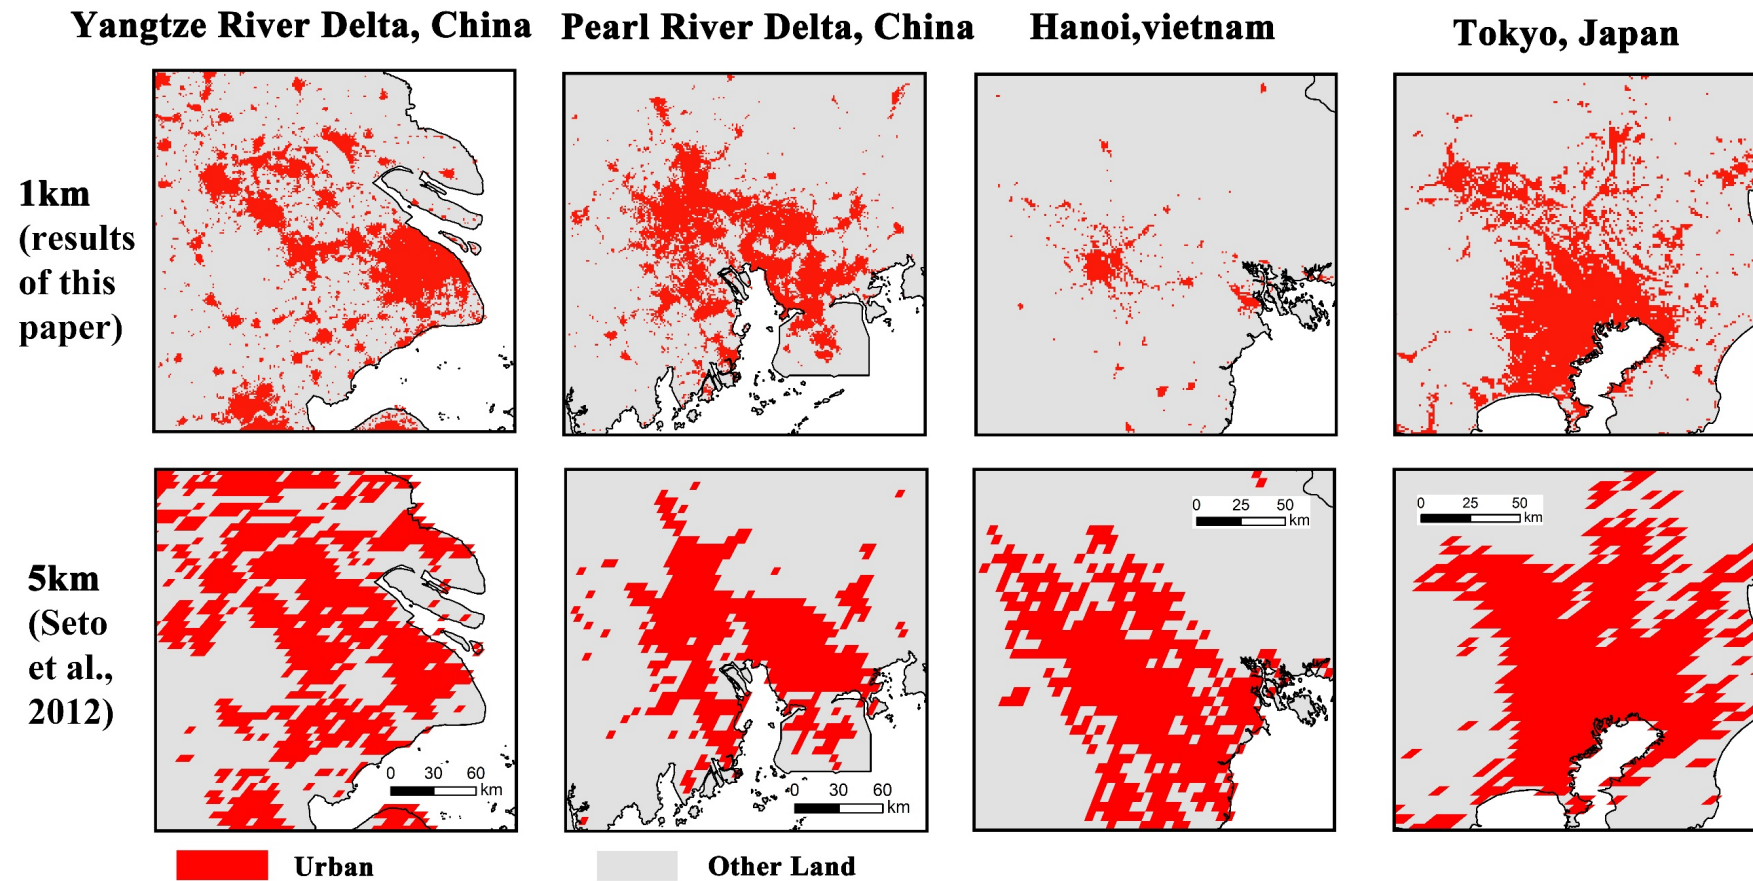 Yangtze River Delta, China
Pearl River Delta, China
Hanoi,vietnam
Tokyo, Japan
1km
(results
of this
paper)
5km
(Seto
et al.,
2012)
0 30 60
km
0 30 60
km
0 25 50
km
0 25 50
km
Urban
Other Land